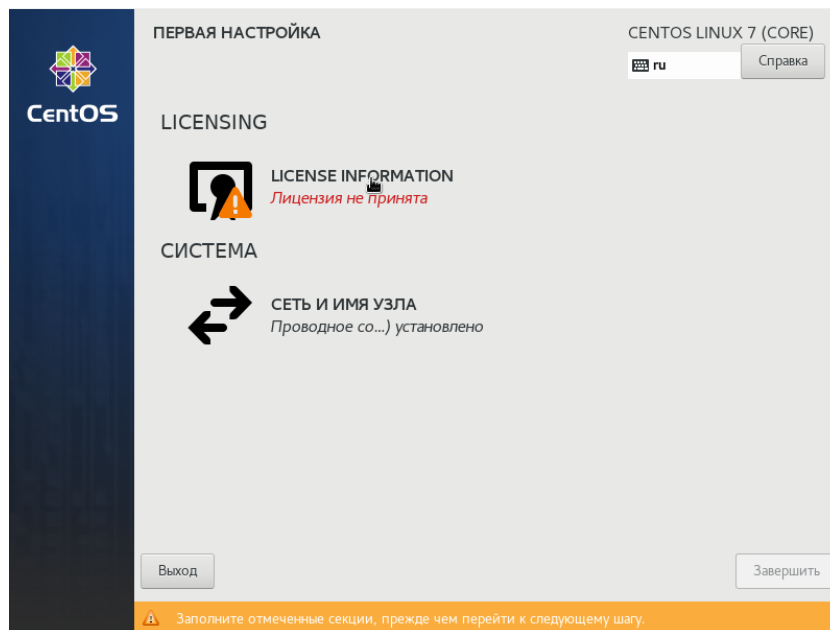 ПЕРВАЯ НАСТРОЙКА
CENTOS LINUX 7 (CORE)
ru
Справка
CentOS
LICENSING
LICENSE INFORMATION
Лицензия не принята
СИСТЕМА
СЕТЬ И ИМЯ УЗЛА
Проводное со...) установлено
Выход
Завершить
Заполните отмеченные секции, прежде чем перейти к следующему шагу.